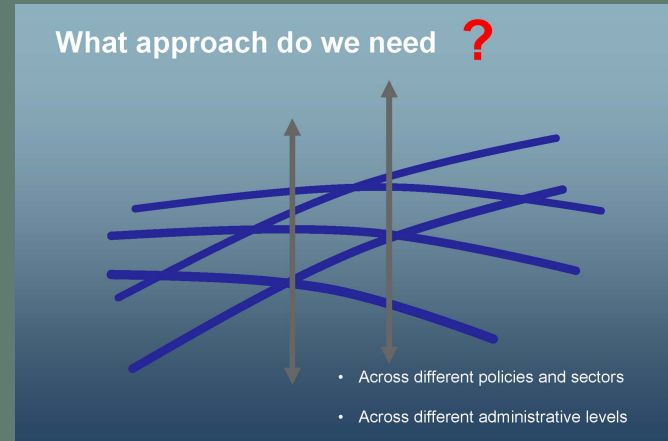 What approach do we need ?
• Across different policies and sectors
• Across different administrative levels